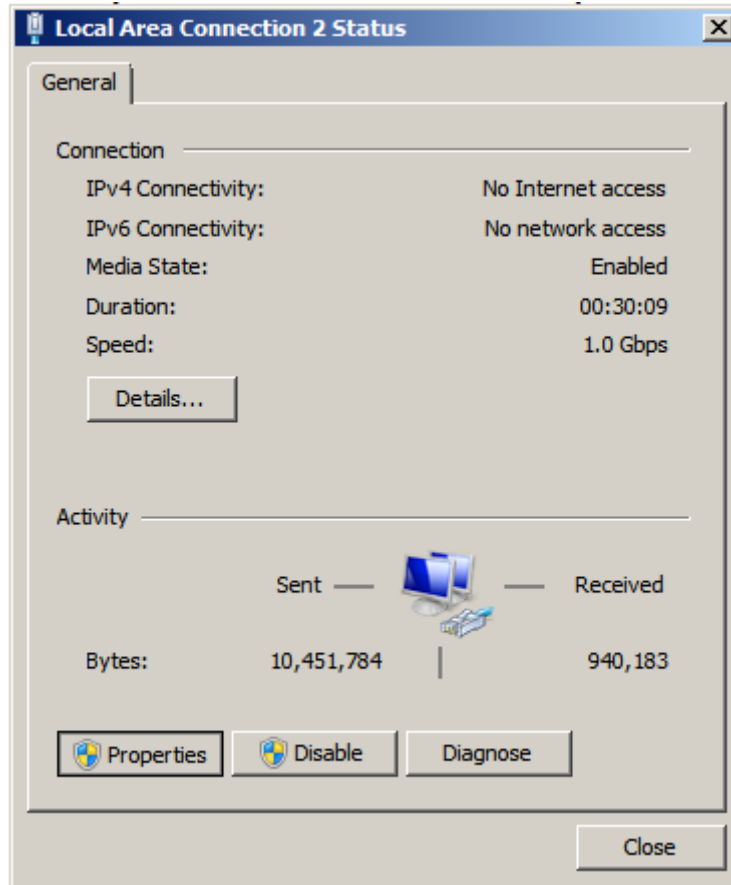 Local Area Connection 2 Status
General
Connection
IPv4 Connectivity: No Internet access
IPv6 Connectivity: No network access
Media State: Enabled
Duration: 00:30:09
Speed: 1.0 Gbps
Details...
Activity
Sent Received
Bytes: 10,451,784 940,183
Properties Disable Diagnose
Close